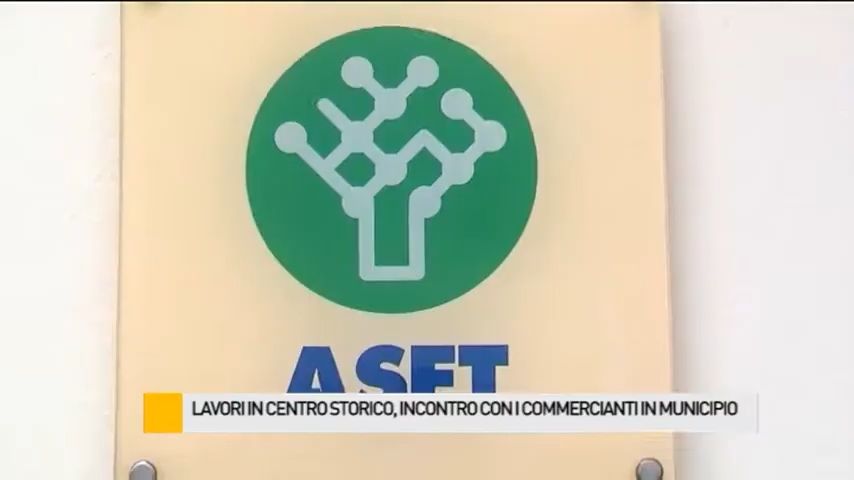 ASET
LAVORI IN CENTRO STORICO, INCONTRO CON I COMMERCIANTI IN MUNICIPIO